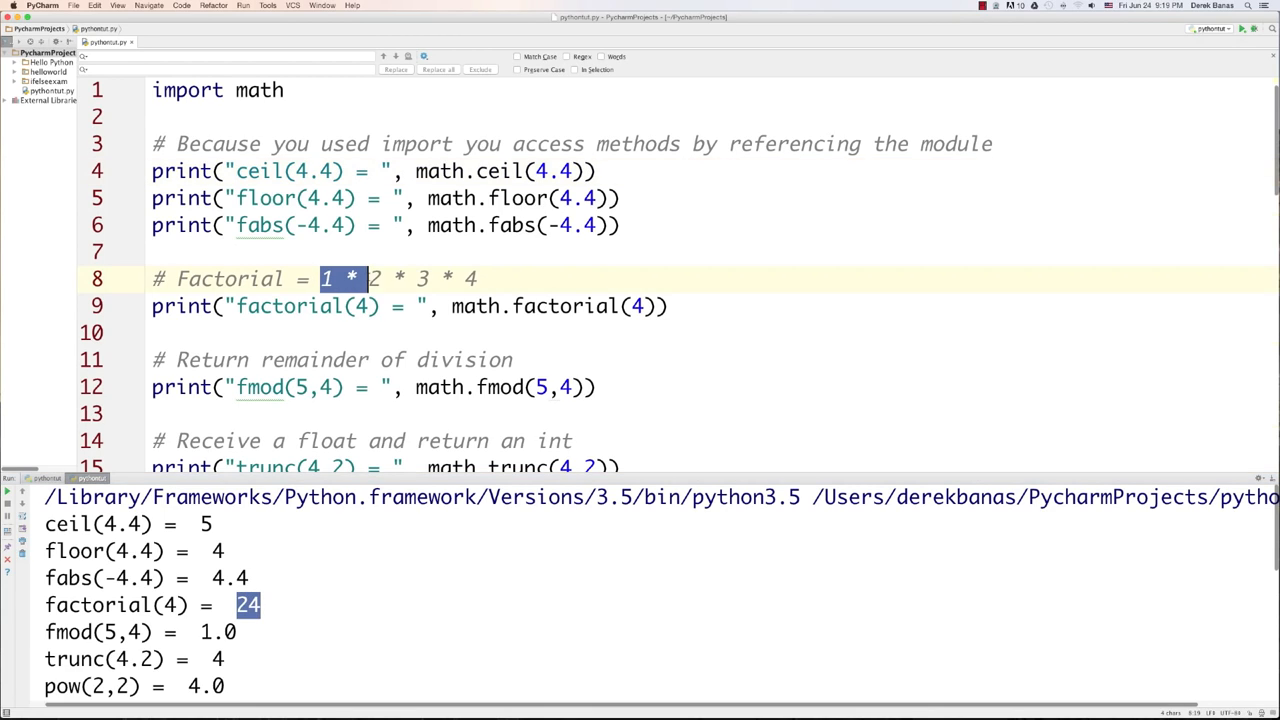 PyCharm File Edit View Navigate Code Refactor Run Tools VCS Window Help
Fri Jun 24 9:19 PM Derek Banas
pythontut.py - PycharmProjects - [~/PycharmProjects]
PycharmProjects pythontut.py
pythontut
pythontut.py
Match Case Regex Words
Replace Replace all Exclude Preserve Case In Selection
PycharmProject
Hello Python
helloworld
ifelseexam
pythontut.py
External Librarie
1 import math
2
3 # Because you used import you access methods by referencing the module
4 print("ceil(4.4) = ", math.ceil(4.4))
5 print("floor(4.4) = ", math.floor(4.4))
6 print("fabs(-4.4) = ", math.fabs(-4.4))
7
8 # Factorial = 1 * 2 * 3 * 4
9 print("factorial(4) = ", math.factorial(4))
10
11 # Return remainder of division
12 print("fmod(5,4) = ", math.fmod(5,4))
13
14 # Receive a float and return an int
15 print("trunc(4.2) = ", math.trunc(4.2))
Run: pythontut pythontut
/Library/Frameworks/Python.framework/Versions/3.5/bin/python3.5 /Users/derekbanas/PycharmProjects/pytho
ceil(4.4) = 5
floor(4.4) = 4
fabs(-4.4) = 4.4
factorial(4) = 24
fmod(5,4) = 1.0
trunc(4.2) = 4
pow(2,2) = 4.0
4 chars 8:19 LF UTF-8